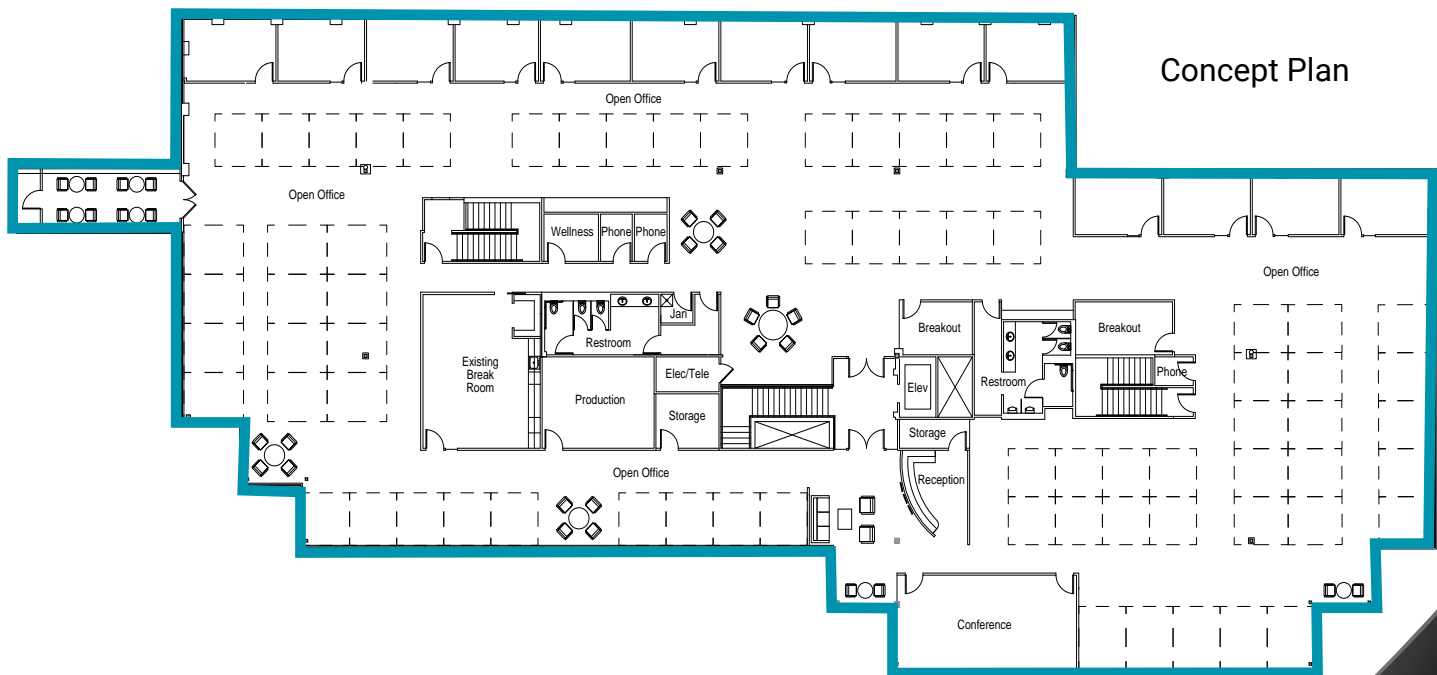 Concept Plan
Open Office
Open Office
Wellness
Phone
Phone
Open Office
Jan
Restroom
Breakout
Breakout
Existing
Break
Room
Elec/Tele
Elev
Restroom
Phone
Production
Storage
Storage
Open Office
Reception
Conference